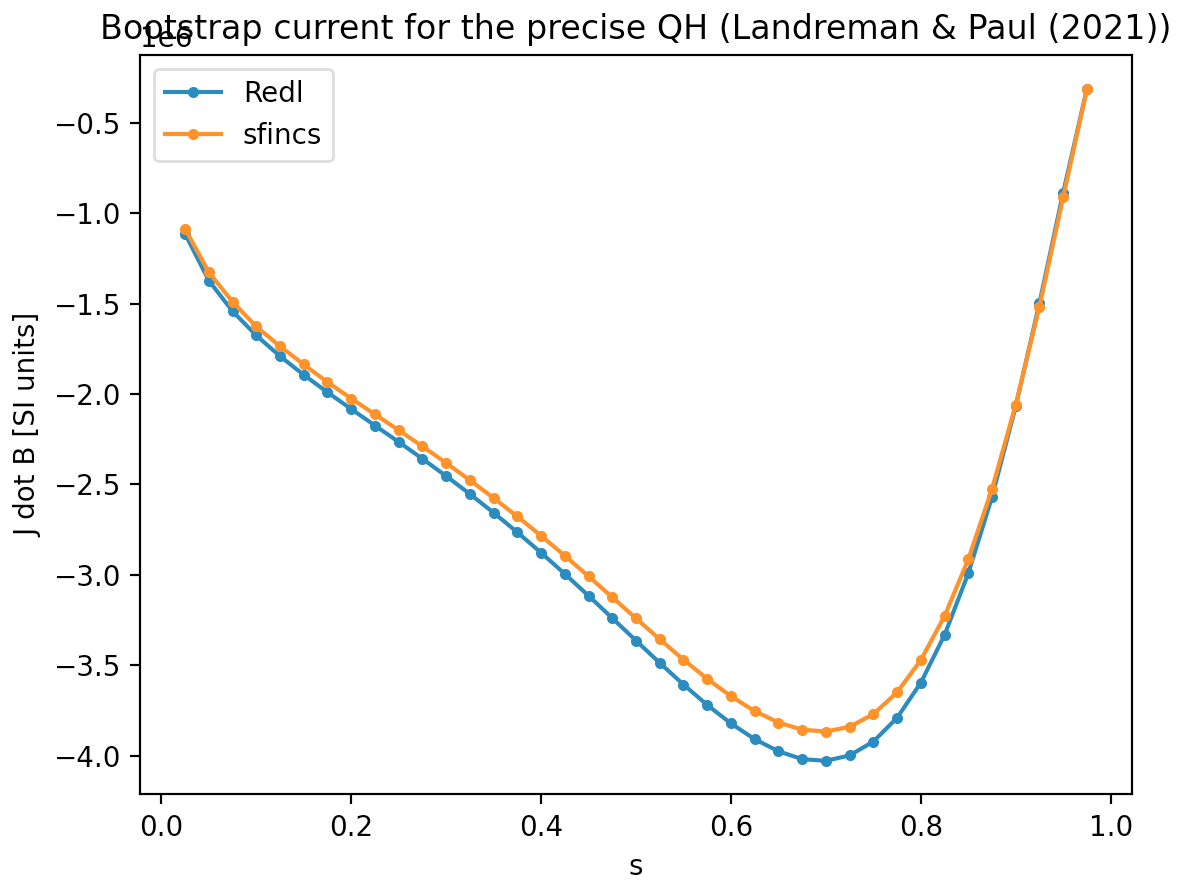 Bootstrap current for the precise QH (Landreman & Paul (2021))
1e6
Redl
sfincs
−0.5
−1.0
−1.5
−2.0
−2.5
−3.0
−3.5
−4.0
J dot B [SI units]
0.0 0.2 0.4 0.6 0.8 1.0
s